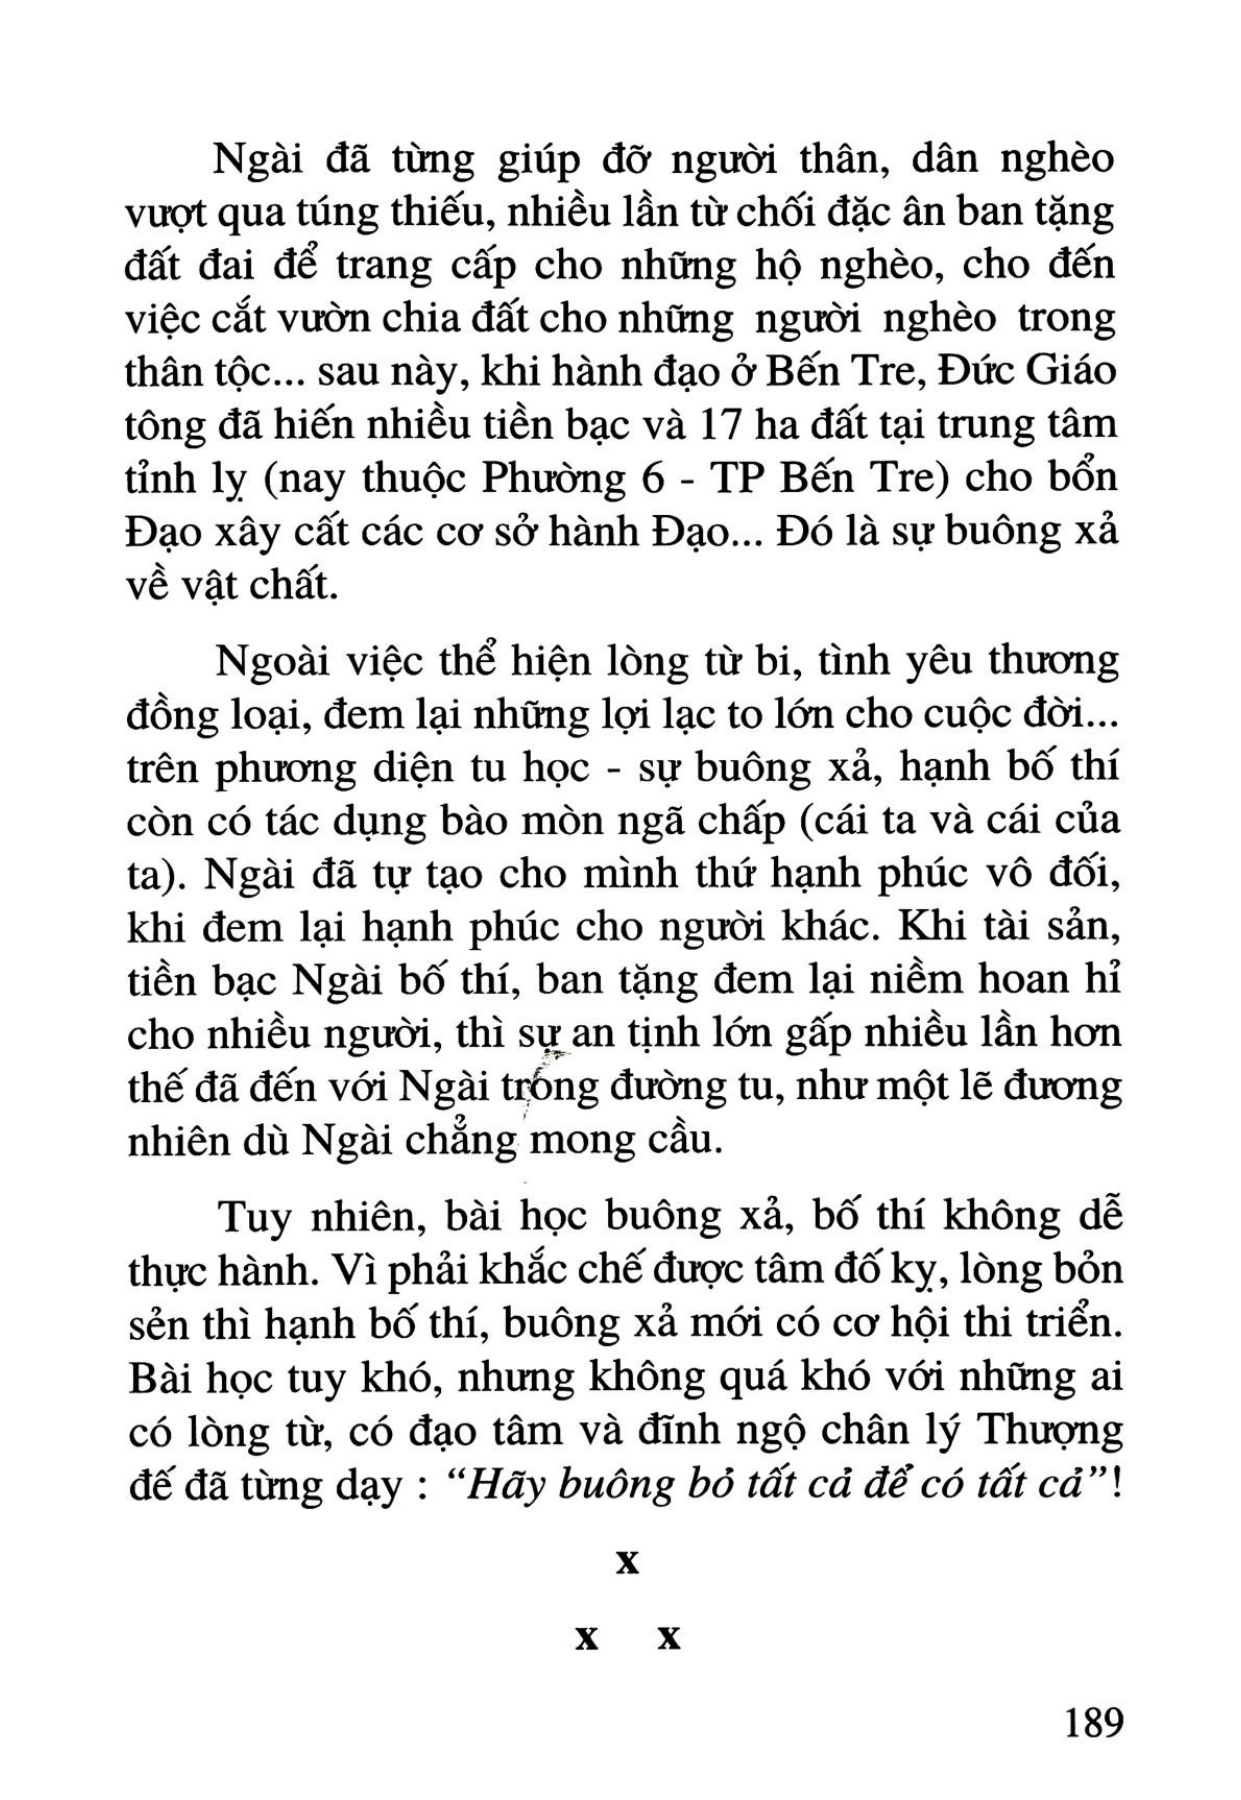 Ngài đã từng giúp đỡ người thân, dân nghèo
vượt qua túng thiếu, nhiều lần từ chối đặc ân ban tặng
đất đai để trang cấp cho những hộ nghèo, cho đến
việc cắt vườn chia đất cho những người nghèo trong
thân tộc... sau này, khi hành đạo ở Bến Tre, Đức Giáo
tông đã hiến nhiều tiền bạc và 17 ha đất tại trung tâm
tỉnh lỵ (nay thuộc Phường 6 - TP Bến Tre) cho bổn
Đạo xây cất các cơ sở hành Đạo... Đó là sự buông xả
về vật chất.
Ngoài việc thể hiện lòng từ bi, tình yêu thương
đồng loại, đem lại những lợi lạc to lớn cho cuộc đời...
trên phương diện tu học - sự buông xả, hạnh bố thí
còn có tác dụng bào mòn ngã chấp (cái ta và cái của
ta). Ngài đã tự tạo cho mình thứ hạnh phúc vô đối,
khi đem lại hạnh phúc cho người khác. Khi tài sản,
tiền bạc Ngài bố thí, ban tặng đem lại niềm hoan hỉ
cho nhiều người, thì sự an tịnh lớn gấp nhiều lần hơn
thế đã đến với Ngài trong đường tu, như một lẽ đương
nhiên dù Ngài chẳng mong cầu.
Tuy nhiên, bài học buông xả, bố thí không dễ
thực hành. Vì phải khắc chế được tâm đố kỵ, lòng bỏn
sẻn thì hạnh bố thí, buông xả mới có cơ hội thi triển.
Bài học tuy khó, nhưng không quá khó với những ai
có lòng từ, có đạo tâm và đĩnh ngộ chân lý Thượng
đế đã từng dạy : “Hãy buông bỏ tất cả để có tất cả”!
x
x x
189